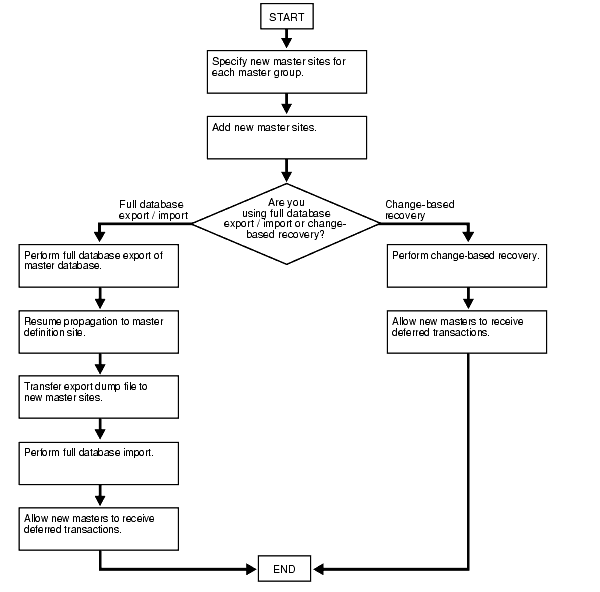 START
Specify new master sites for
each master group.
Add new master sites.
Are you
using full database
export / import or change-
based recovery?
Full database
export / import
Change-based
recovery
Perform full database export of
master database.
Resume propagation to master
definition site.
Transfer export dump file to
new master sites.
Perform full database import.
Allow new masters to receive
deferred transactions.
Perform change-based recovery.
Allow new masters to receive
deferred transactions.
END